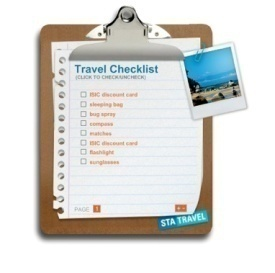 Travel Checklist
(CLICK TO CHECK/UNCHECK)
ISIC discount card
sleeping bag
bug spray
compass
matches
ISIC discount card
flashlight
sunglasses
PAGE 1 + -
STA TRAVEL